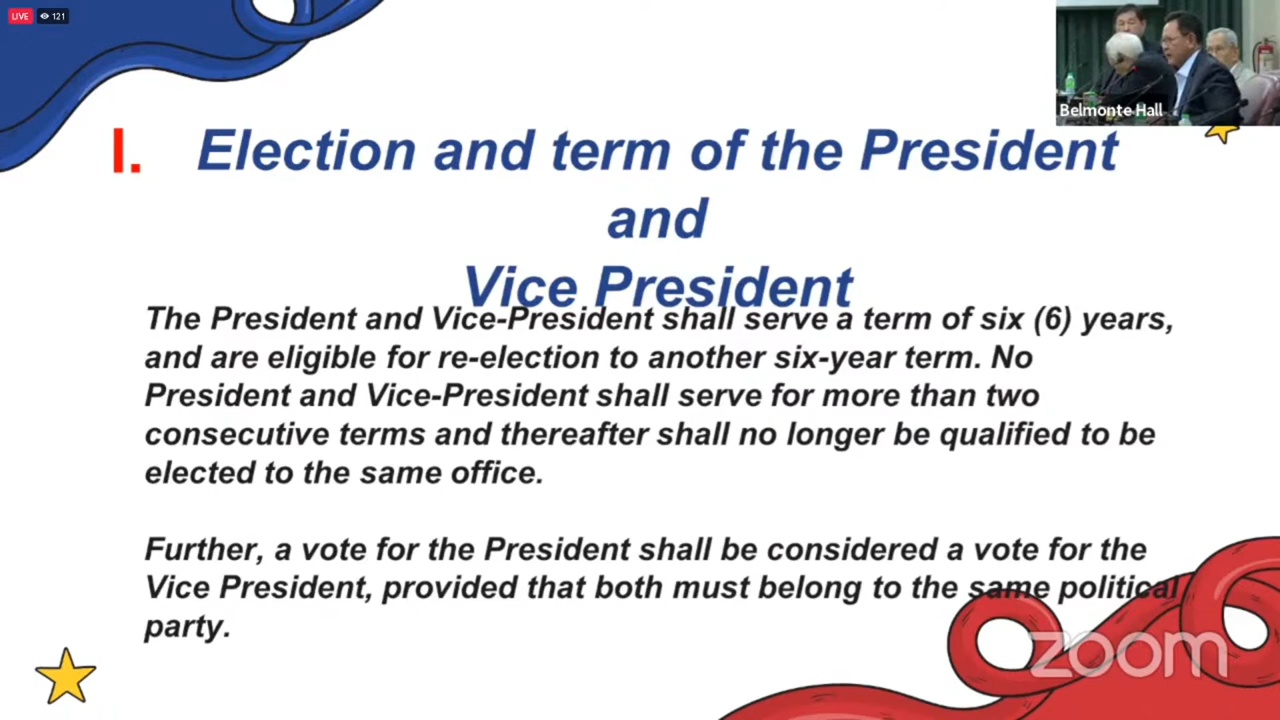 LIVE 121
Belmonte Hall
I. Election and term of the President
and
Vice President
The President and Vice-President shall serve a term of six (6) years,
and are eligible for re-election to another six-year term. No
President and Vice-President shall serve for more than two
consecutive terms and thereafter shall no longer be qualified to be
elected to the same office.
Further, a vote for the President shall be considered a vote for the
Vice President, provided that both must belong to the same political
party.
zoom